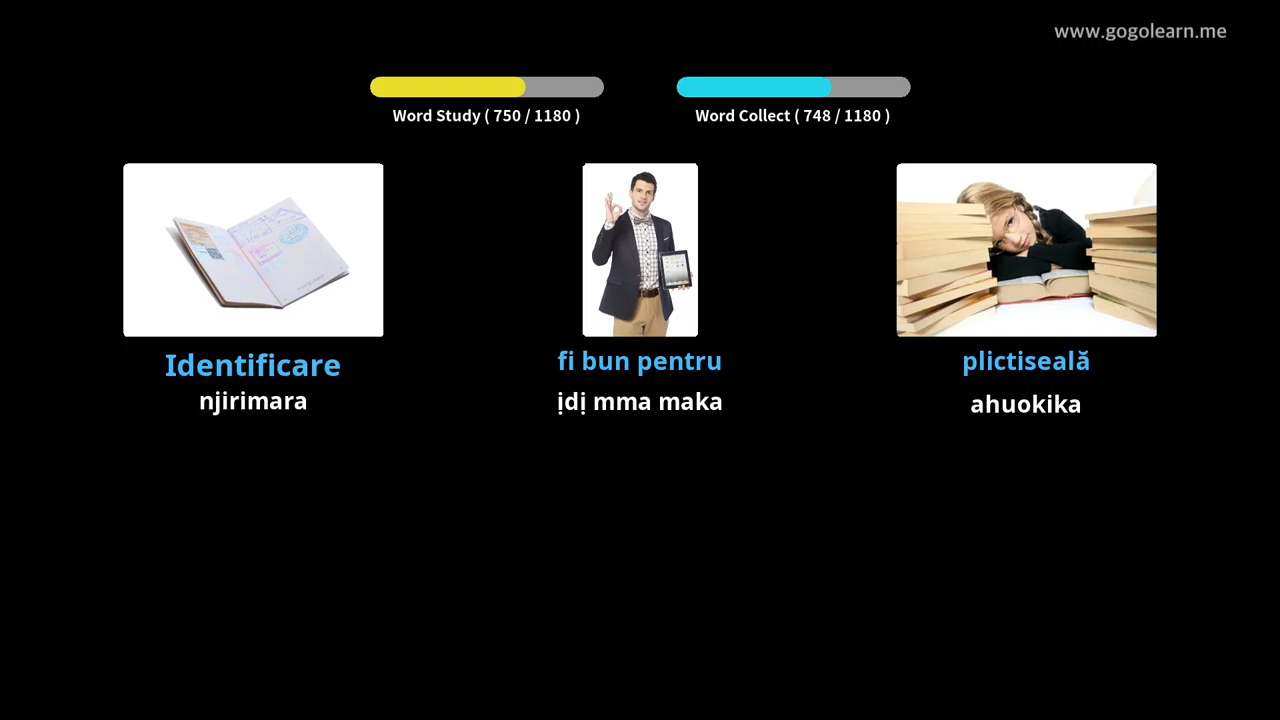 www.gogolearn.me
Word Study ( 750 / 1180 )
Word Collect ( 748 / 1180 )
Identificare
njirimara
fi bun pentru
ịdị mma maka
plictiseală
ahuokika